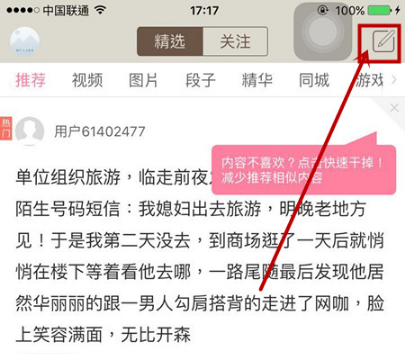 中国联通 17:17 100%
精选 关注
推荐 视频 图片 段子 精华 同城 游戏
热门
用户61402477
内容不喜欢？点击快速干掉！
减少推荐相似内容
单位组织旅游，临走前夜
陌生号码短信：我媳妇出去旅游，明晚老地方
见！于是我第二天没去，到商场逛了一天后就悄
悄在楼下等着看他去哪，一路尾随最后发现他居
然华丽丽的跟一男人勾肩搭背的走进了网咖，脸
上笑容满面，无比开森